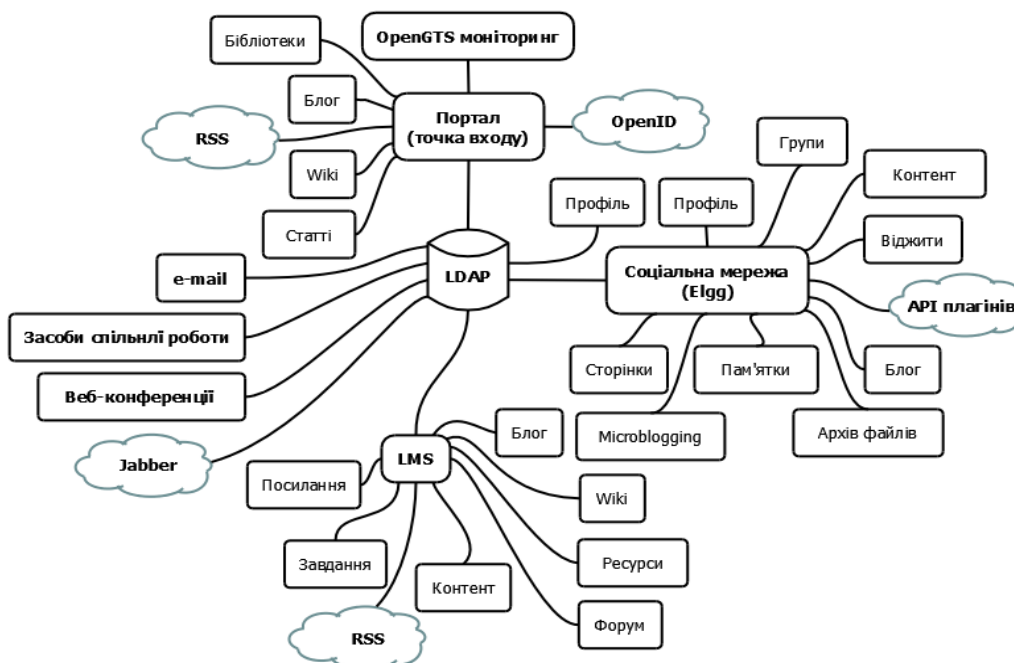 OpenGTS моніторинг
Бібліотеки
Блог
RSS
Портал
(точка входу)
OpenID
Wiki
Статті
Групи
Контент
Профіль
Профіль
Віджити
e-mail
LDAP
Соціальна мережа
(Elgg)
АРІ плагінів
Засоби спільнлї роботи
Веб-конференції
Jabber
Сторінки
Пам'ятки
Блог
Microblogging
Архів файлів
LMS
Блог
Посилання
Wiki
Завдання
Контент
Ресурси
Форум
RSS